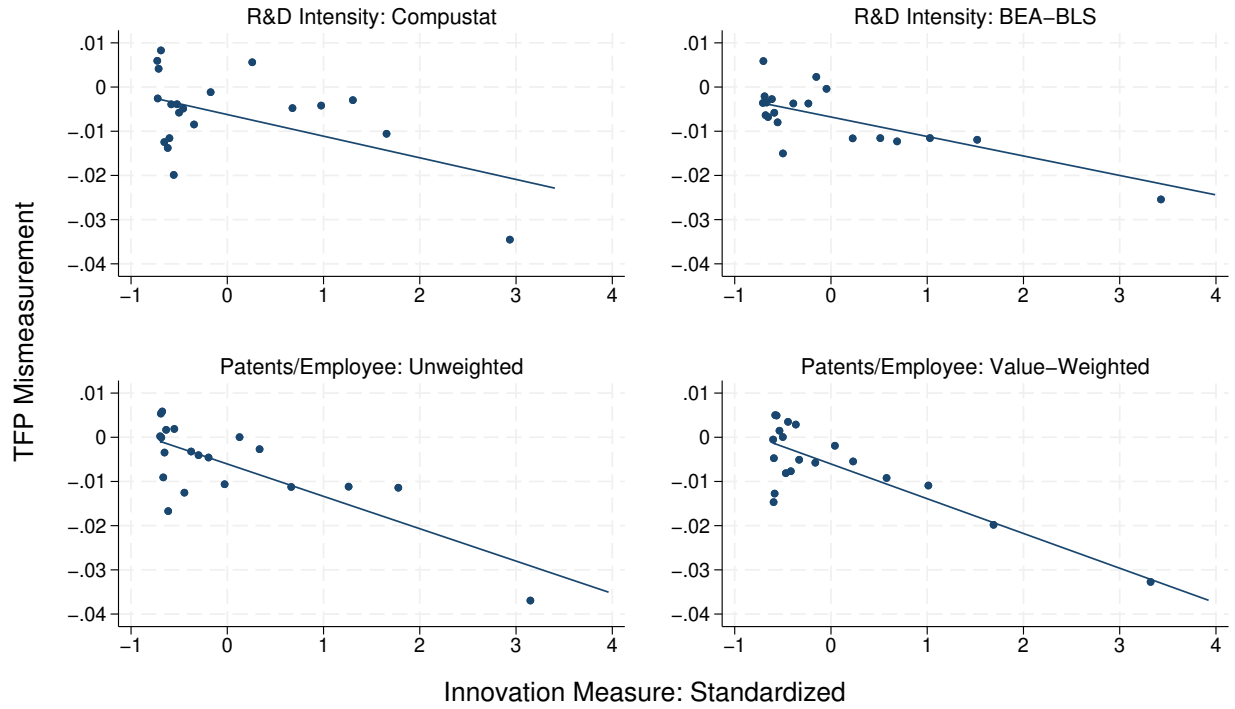 R&D Intensity: Compustat
.01
0
−.01
−.02
−.03
−.04
−1 0 1 2 3 4
R&D Intensity: BEA−BLS
.01
0
−.01
−.02
−.03
−.04
−1 0 1 2 3 4
Patents/Employee: Unweighted
.01
0
−.01
−.02
−.03
−.04
−1 0 1 2 3 4
Patents/Employee: Value−Weighted
.01
0
−.01
−.02
−.03
−.04
−1 0 1 2 3 4
TFP Mismeasurement
Innovation Measure: Standardized